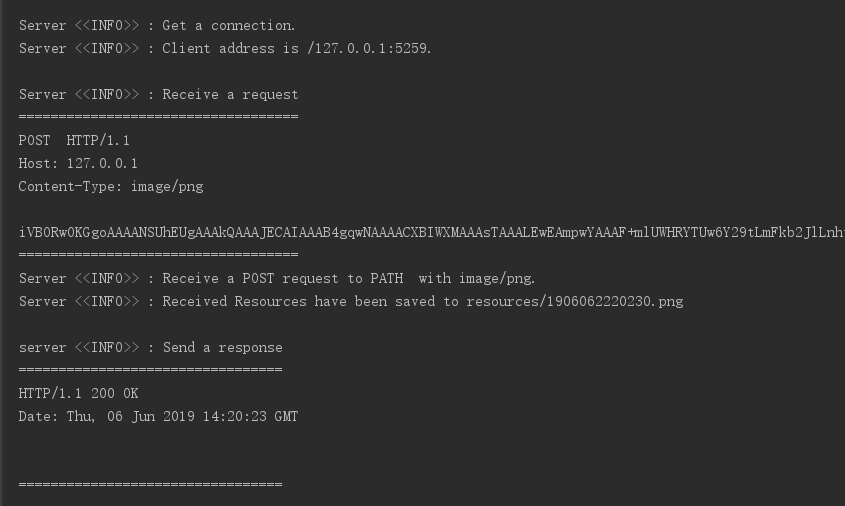 Server <<INFO>> : Get a connection.
Server <<INFO>> : Client address is /127.0.0.1:5259.
Server <<INFO>> : Receive a request
===================================
POST  HTTP/1.1
Host: 127.0.0.1
Content-Type: image/png
iVBORw0KGgoAAAANSUhEUgAAAkQAAAJECAIAAAB4gqwNAAAACXBIWXMAAAsTAAALEwEAmpwYAAAF+mlUWHRYTUw6Y29tLmFkb2JlLnh
===================================
Server <<INFO>> : Receive a POST request to PATH  with image/png.
Server <<INFO>> : Received Resources have been saved to resources/1906062220230.png
server <<INFO>> : Send a response
=================================
HTTP/1.1 200 OK
Date: Thu, 06 Jun 2019 14:20:23 GMT
=================================